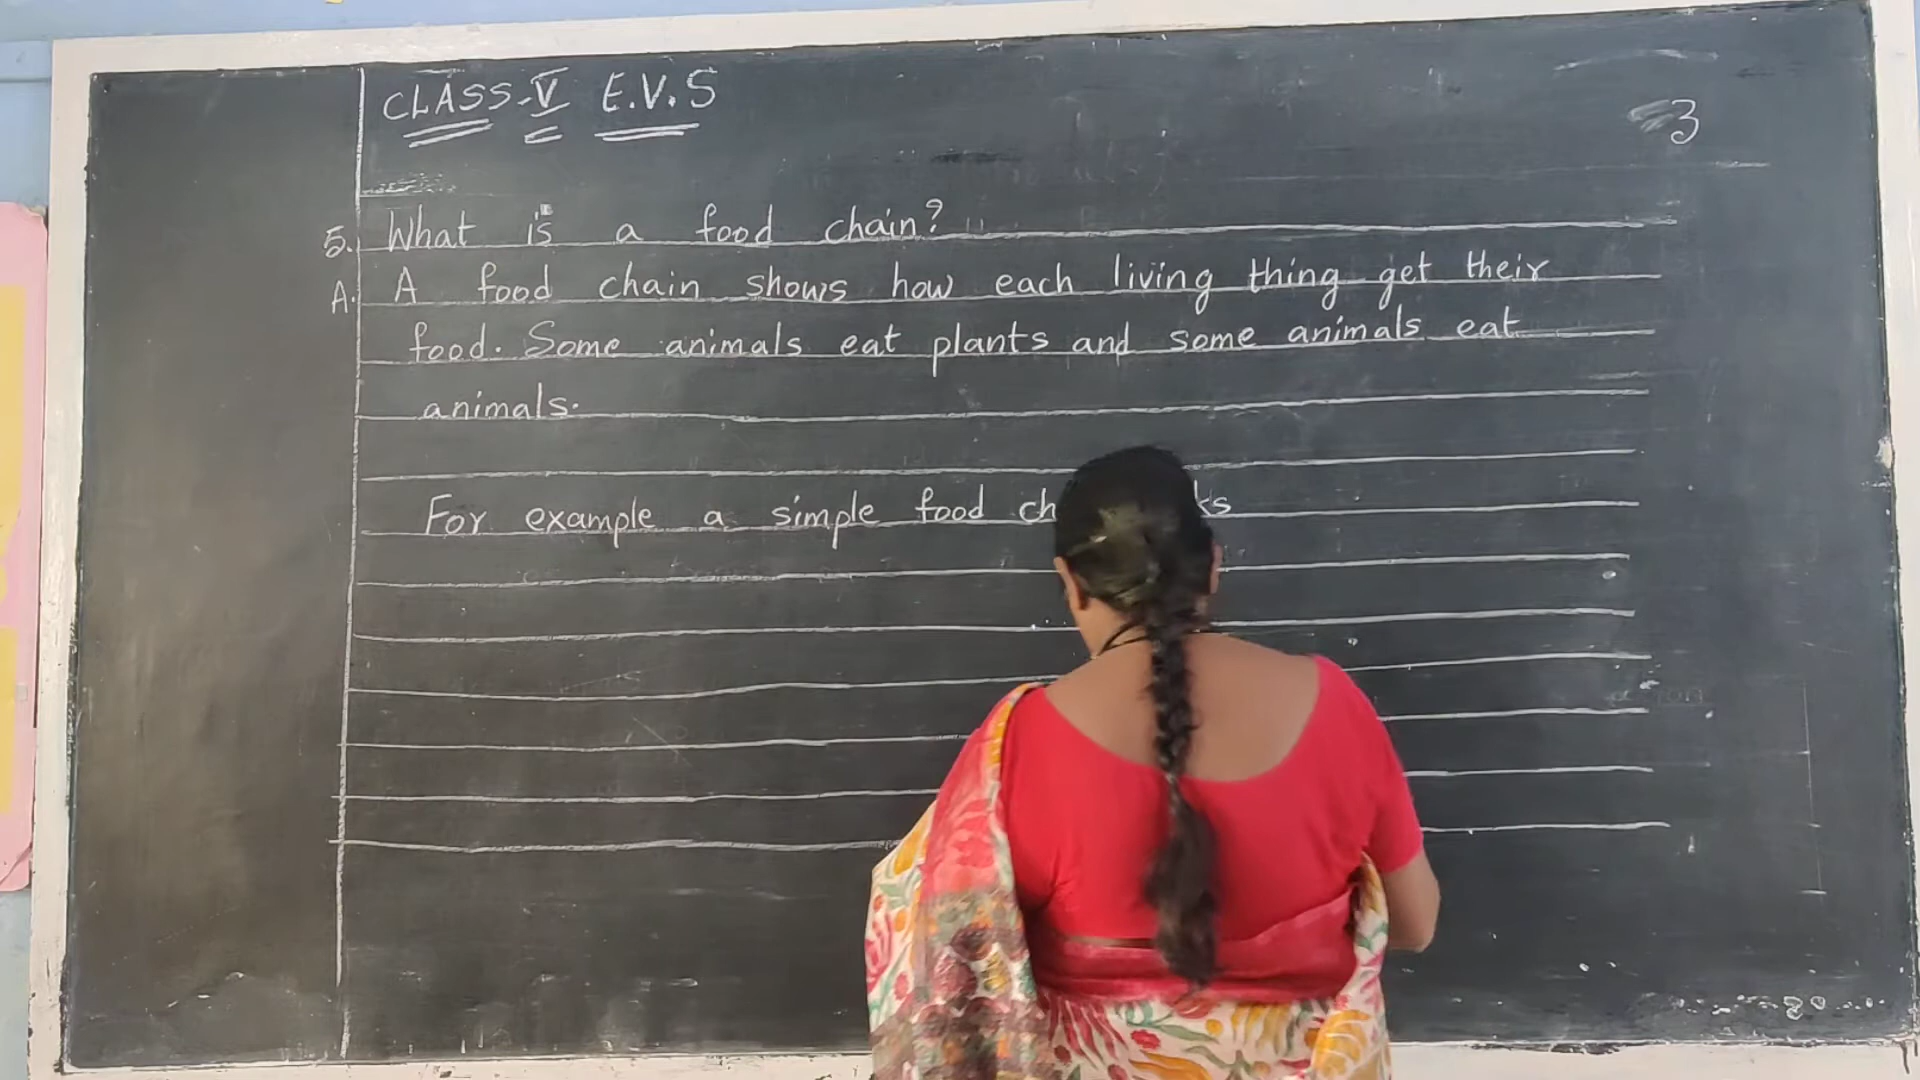 CLASS-V E.V.S
3
5. What is a food chain?
A. A food chain shows how each living thing get their
food. Some animals eat plants and some animals eat
animals.
For example a simple food